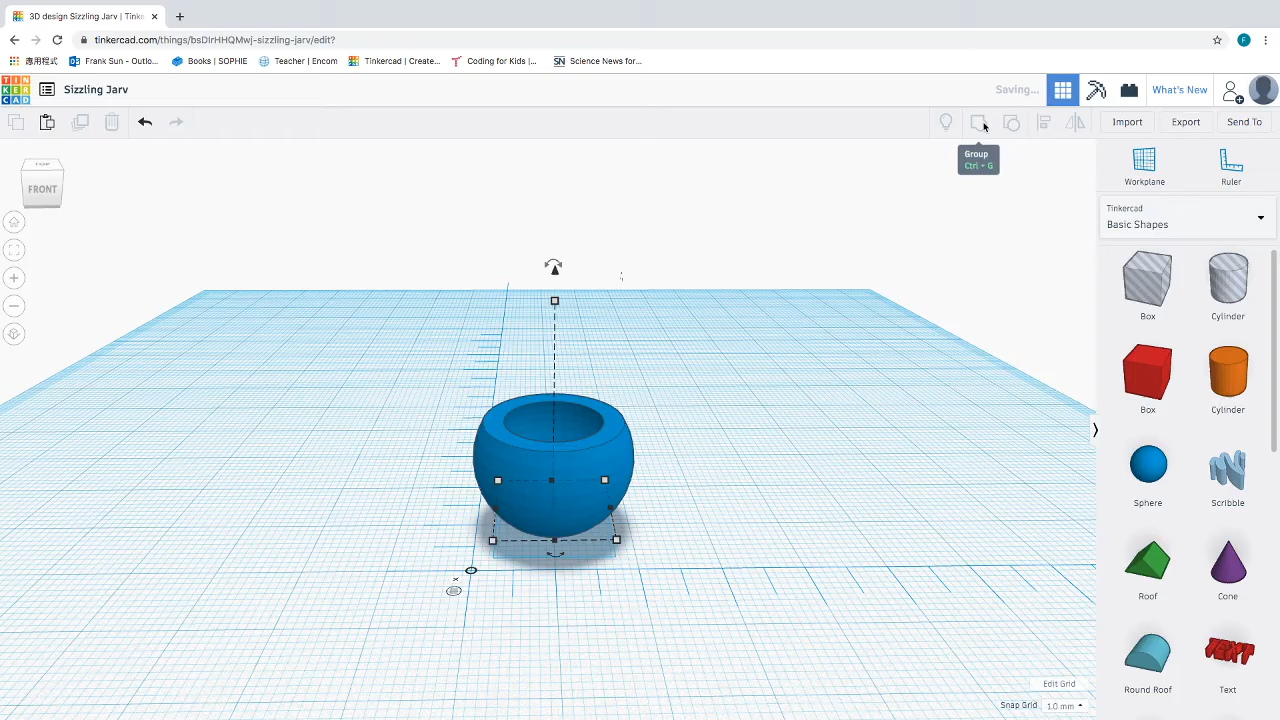 3D design Sizzling Jarv | Tinke
tinkercad.com/things/bsDIrHHQMwj-sizzling-jarv/edit?
F
應用程式
Frank Sun - Outlo...
Books | SOPHIE
Teacher | Encom
Tinkercad | Create...
Coding for Kids |...
SN Science News for...
TIN
KER
CAD
Sizzling Jarv
Saving...
What's New
Import
Export
Send To
Group
Ctrl + G
TOP
FRONT
Workplane
Ruler
Tinkercad
Basic Shapes
Box
Cylinder
Box
Cylinder
Sphere
Scribble
Roof
Cone
Round Roof
TEXT
Text
Edit Grid
Snap Grid 1.0 mm